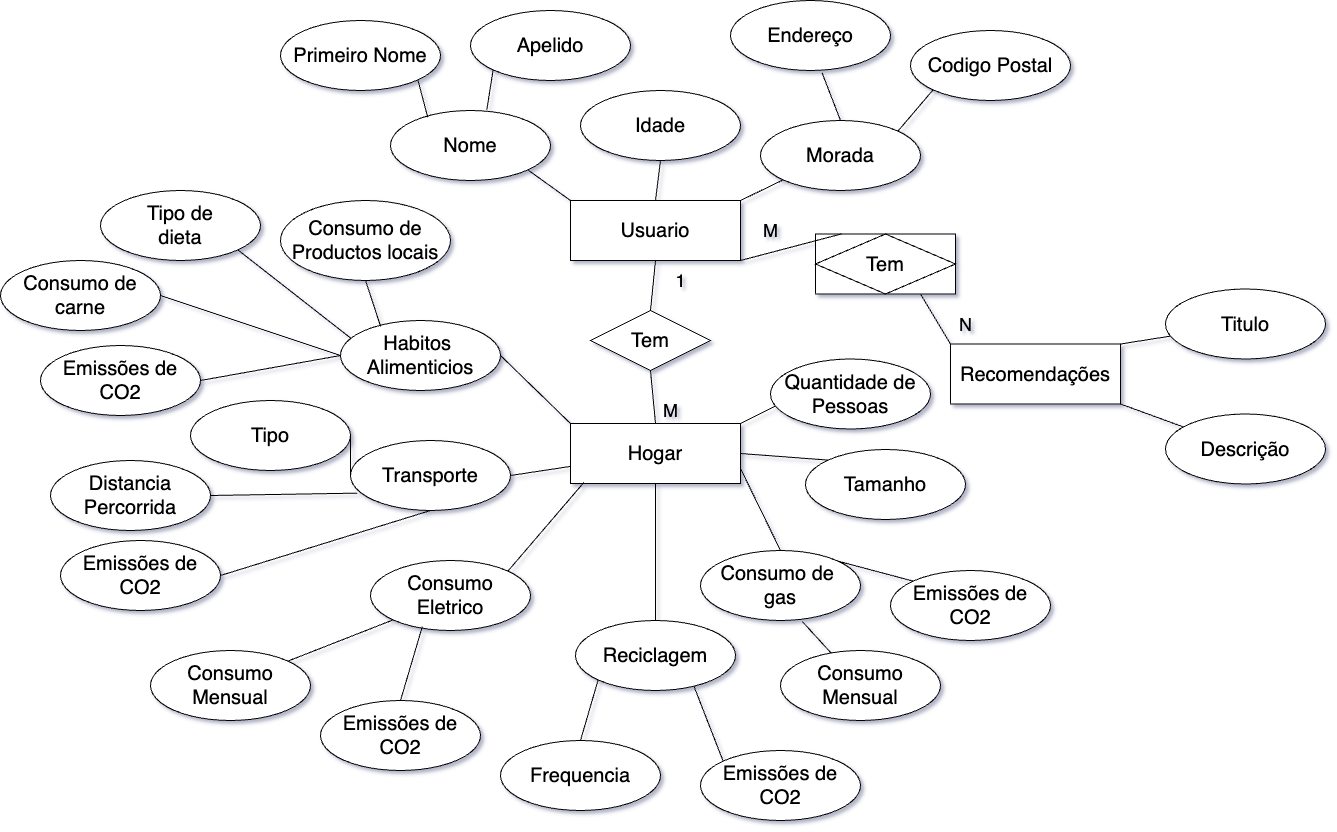 Endereço
Apelido
Primeiro Nome
Codigo Postal
Idade
Nome
Morada
Tipo de
dieta
Consumo de
Productos locais
Usuario
M
Tem
Consumo de
carne
1
Titulo
N
Tem
Habitos
Alimenticios
Emissões de
CO2
Recomendações
Quantidade de
Pessoas
M
Tipo
Hogar
Descrição
Transporte
Tamanho
Distancia
Percorrida
Emissões de
CO2
Consumo
Eletrico
Consumo de
gas
Emissões de
CO2
Reciclagem
Consumo
Mensual
Consumo
Mensual
Emissões de
CO2
Frequencia
Emissões de
CO2